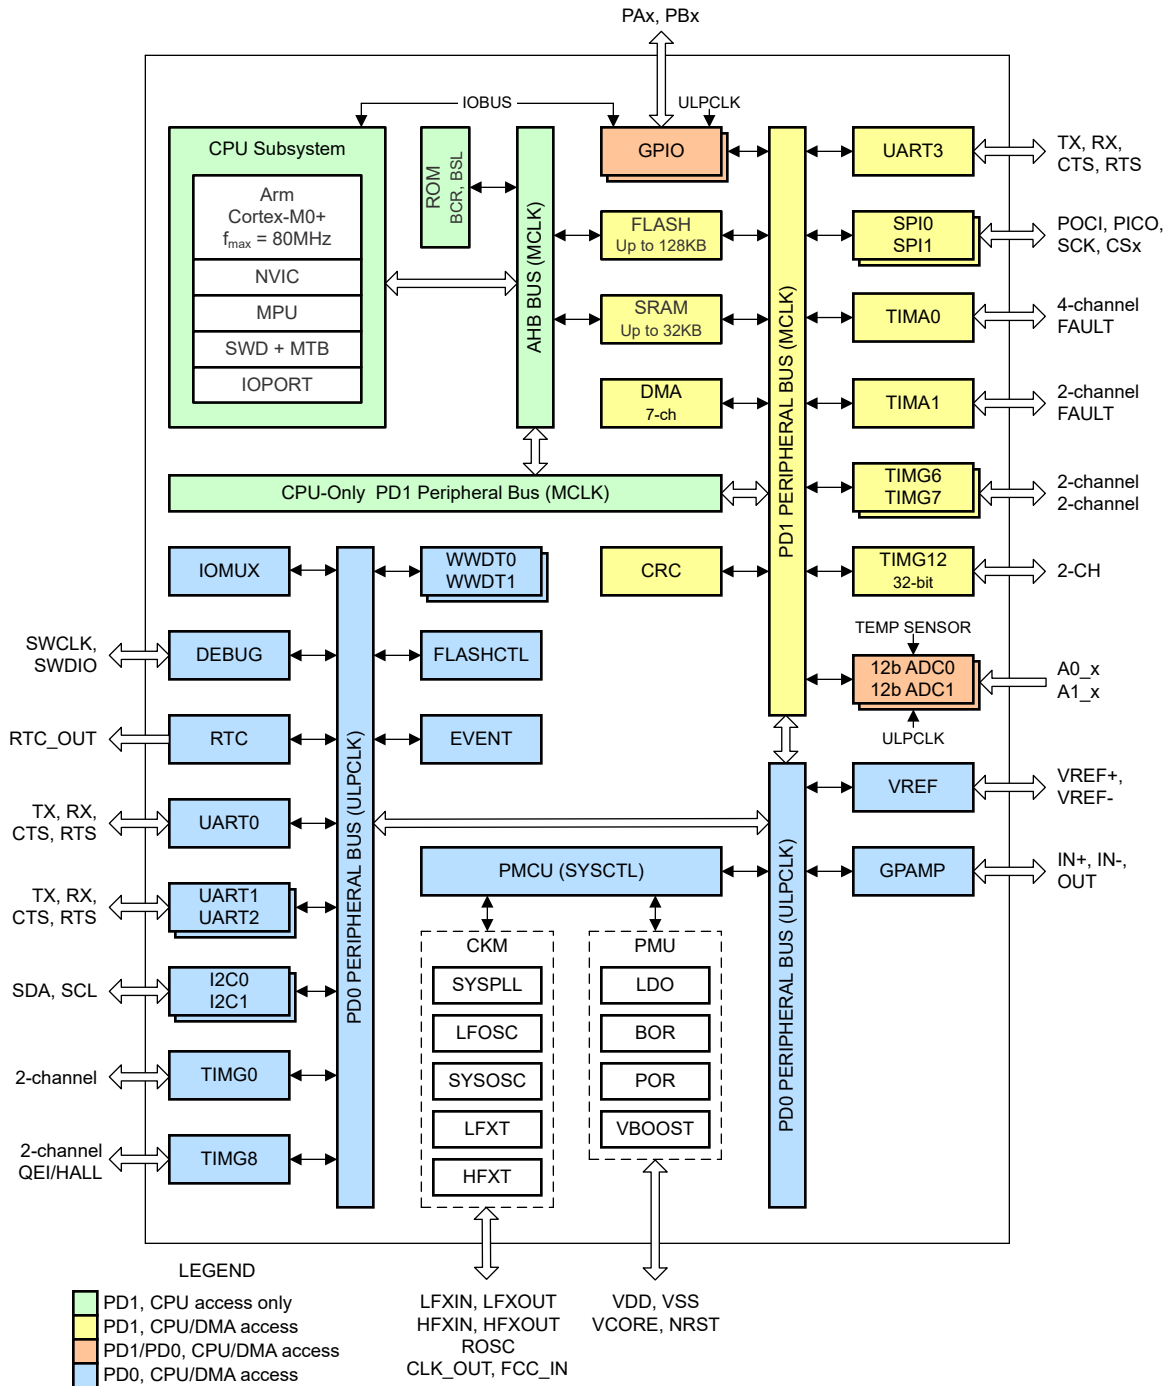 PAx, PBx
IOBUS
ULPCLK
CPU Subsystem
Arm
Cortex-M0+
fmax = 80MHz
NVIC
MPU
SWD + MTB
IOPORT
ROM
BCR, BSL
AHB BUS (MCLK)
GPIO
FLASH
Up to 128KB
SRAM
Up to 32KB
DMA
7-ch
PD1 PERIPHERAL BUS (MCLK)
UART3
TX, RX,
CTS, RTS
SPI0
SPI1
POCI, PICO,
SCK, CSx
TIMA0
4-channel
FAULT
TIMA1
2-channel
FAULT
TIMG6
TIMG7
2-channel
2-channel
CPU-Only PD1 Peripheral Bus (MCLK)
CRC
TIMG12
32-bit
2-CH
TEMP SENSOR
12b ADC0
12b ADC1
A0_x
A1_x
ULPCLK
IOMUX
WWDT0
WWDT1
SWCLK,
SWDIO
DEBUG
FLASHCTL
RTC_OUT
RTC
EVENT
PD0 PERIPHERAL BUS (ULPCLK)
TX, RX,
CTS, RTS
UART0
TX, RX,
CTS, RTS
UART1
UART2
SDA, SCL
I2C0
I2C1
2-channel
TIMG0
2-channel
QEI/HALL
TIMG8
VREF
VREF+,
VREF-
PMCU (SYSCTL)
PD0 PERIPHERAL BUS (ULPCLK)
GPAMP
IN+, IN-,
OUT
CKM
SYSPLL
LFOSC
SYSOSC
LFXT
HFXT
PMU
LDO
BOR
POR
VBOOST
LEGEND
PD1, CPU access only
PD1, CPU/DMA access
PD1/PD0, CPU/DMA access
PD0, CPU/DMA access
LFXIN, LFXOUT
HFXIN, HFXOUT
ROSC
CLK_OUT, FCC_IN
VDD, VSS
VCORE, NRST